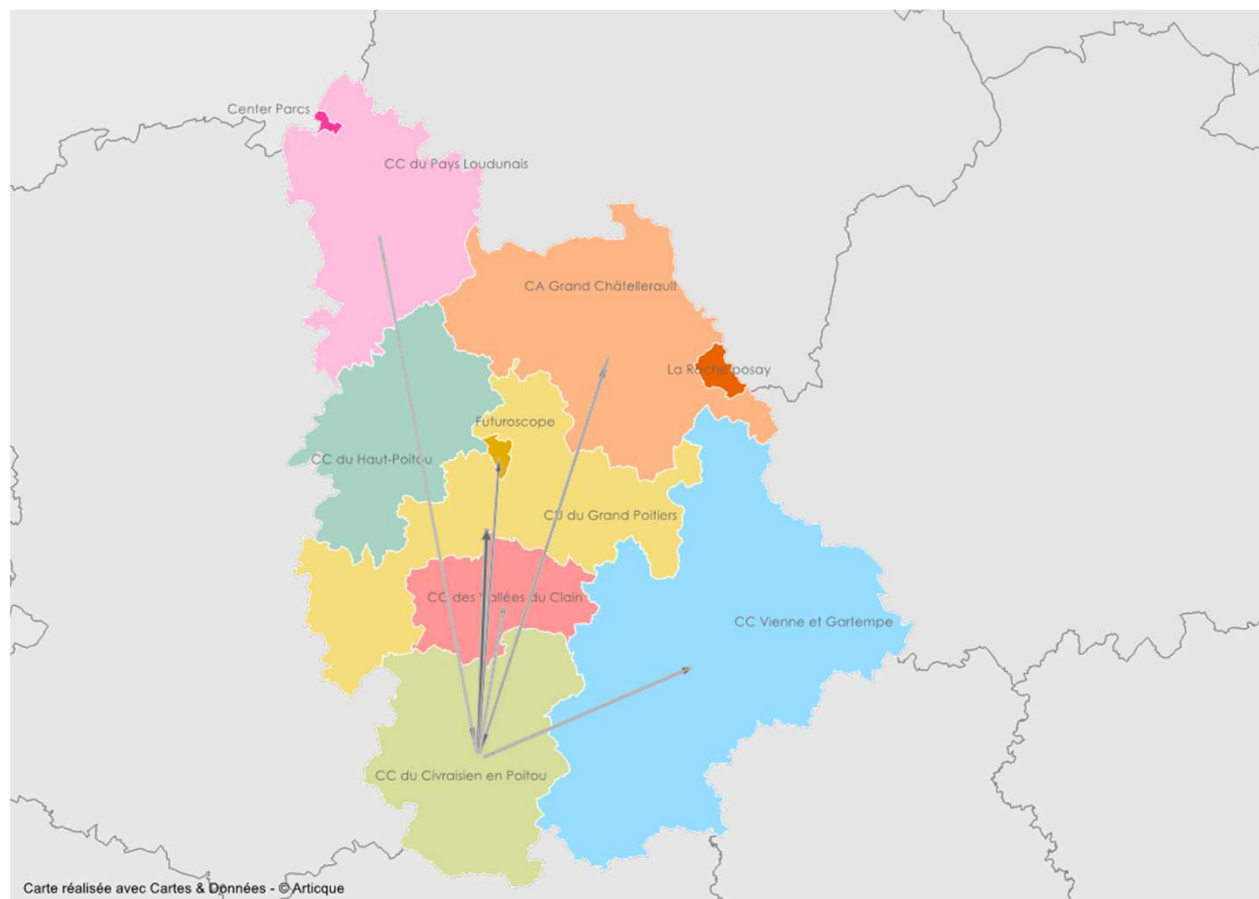 Center Parcs
CC du Pays Loudunais
CA Grand Châtellerault
La Roche posay
Futuroscope
CC du Haut-Poitou
CU du Grand Poitiers
CC des Vallées du Clain
CC Vienne et Gartempe
CC du Civraisien en Poitou
Carte réalisée avec Cartes & Données - © Articque